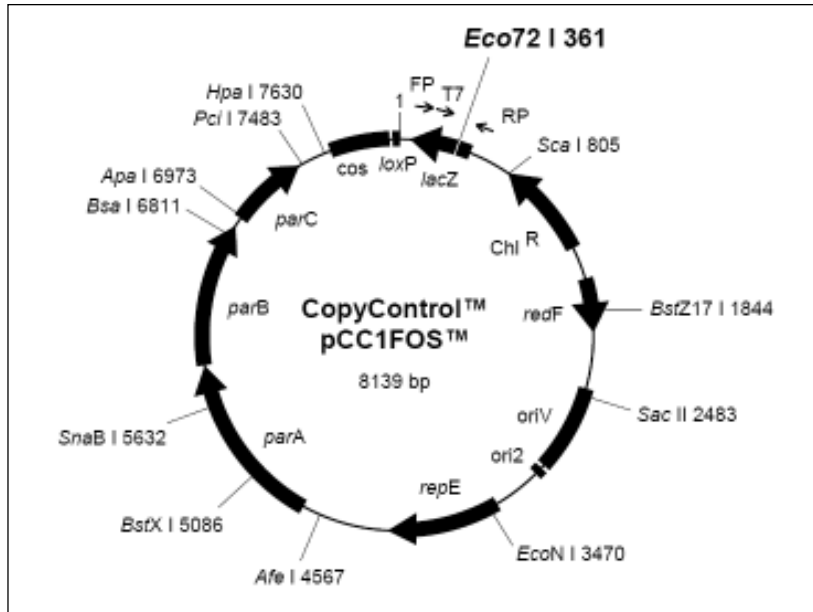 Eco72 I 361
FP
T7
1
RP
Hpa I 7630
Pci I 7483
cos
loxP
lacZ
Sca I 805
Apa I 6973
Bsa I 6811
parC
Chl R
CopyControl™
pCC1FOS™
8139 bp
parB
redF
BstZ17 I 1844
SnaB I 5632
parA
oriV
Sac II 2483
ori2
repE
BstX I 5086
EcoN I 3470
Afe I 4567